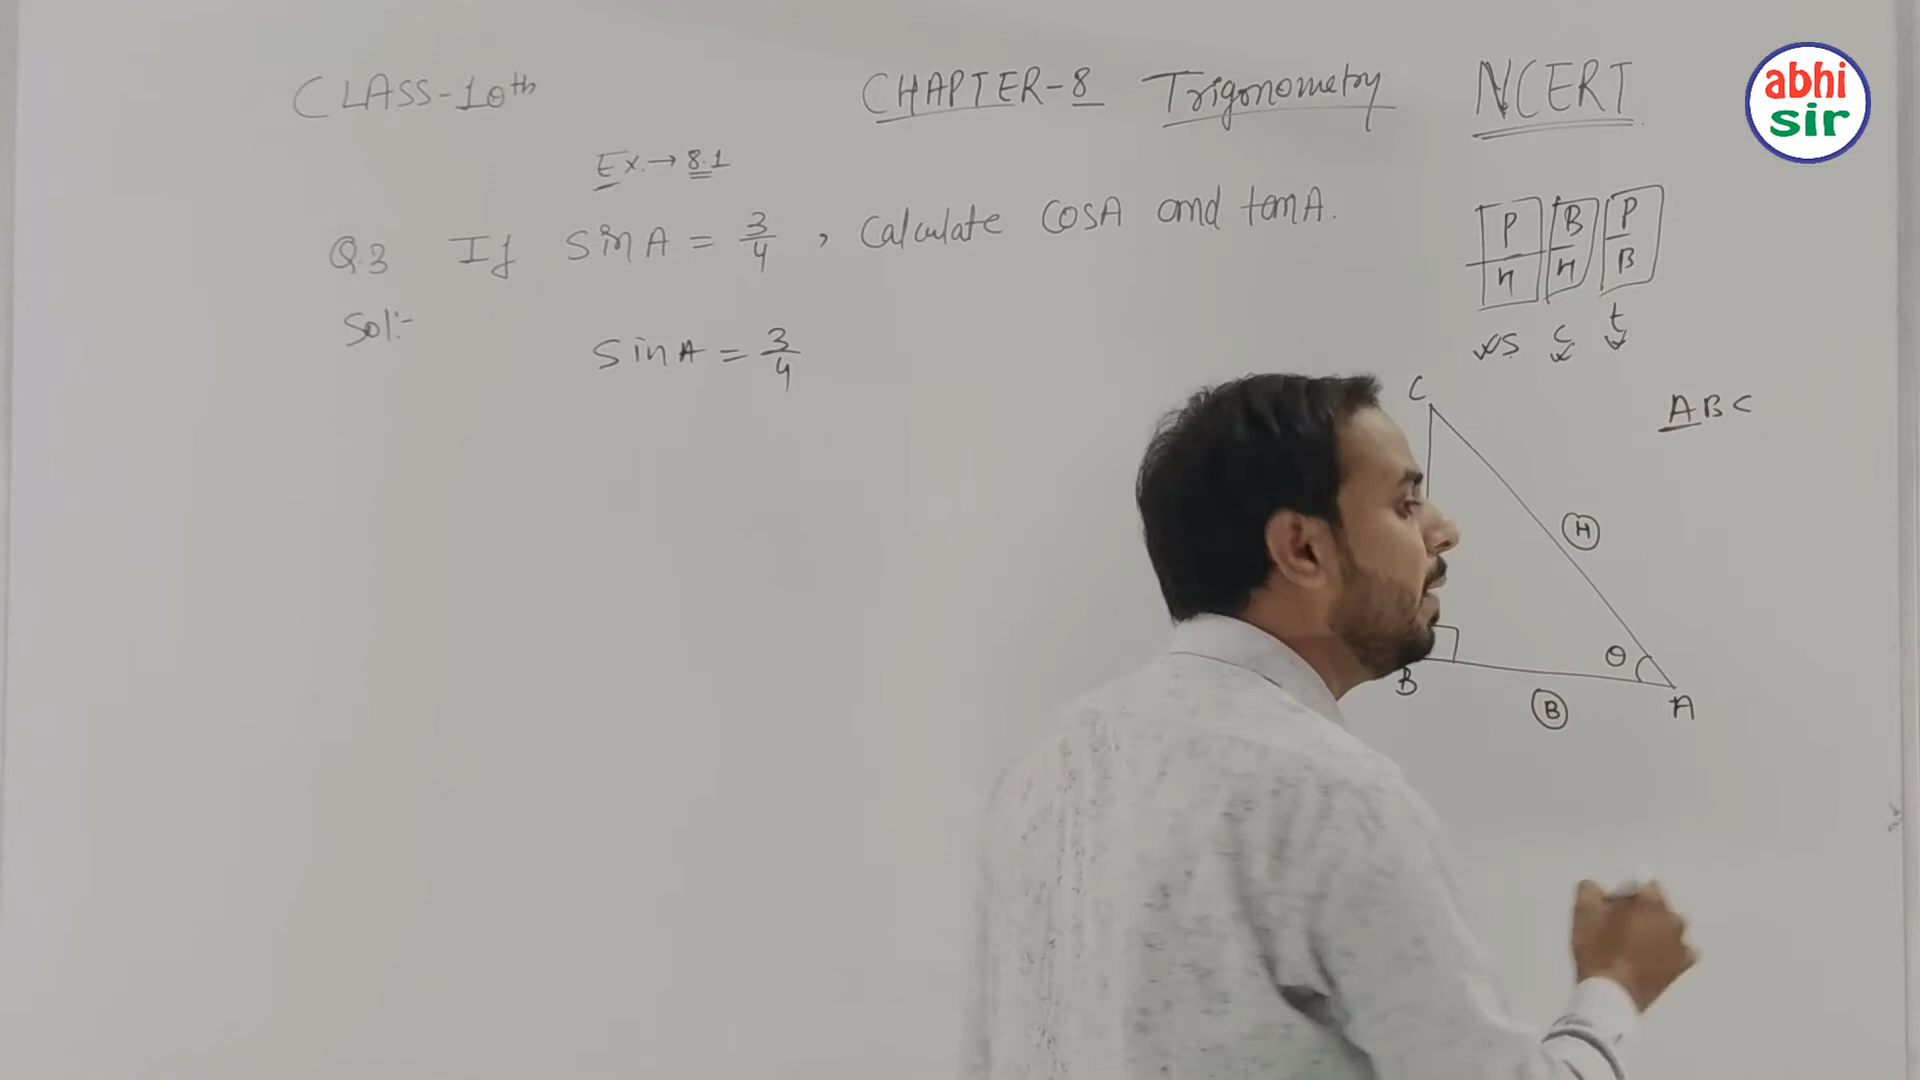 CLASS-10th
CHAPTER-8 Trigonometry NCERT
abhi
sir
Ex.→8.1
Q.3 If sinA = 3/4 , Calculate COSA and tanA.
P/H B/H P/B
S C t
Sol:-
SinA = 3/4
C
ABC
H
θ
B
B
A